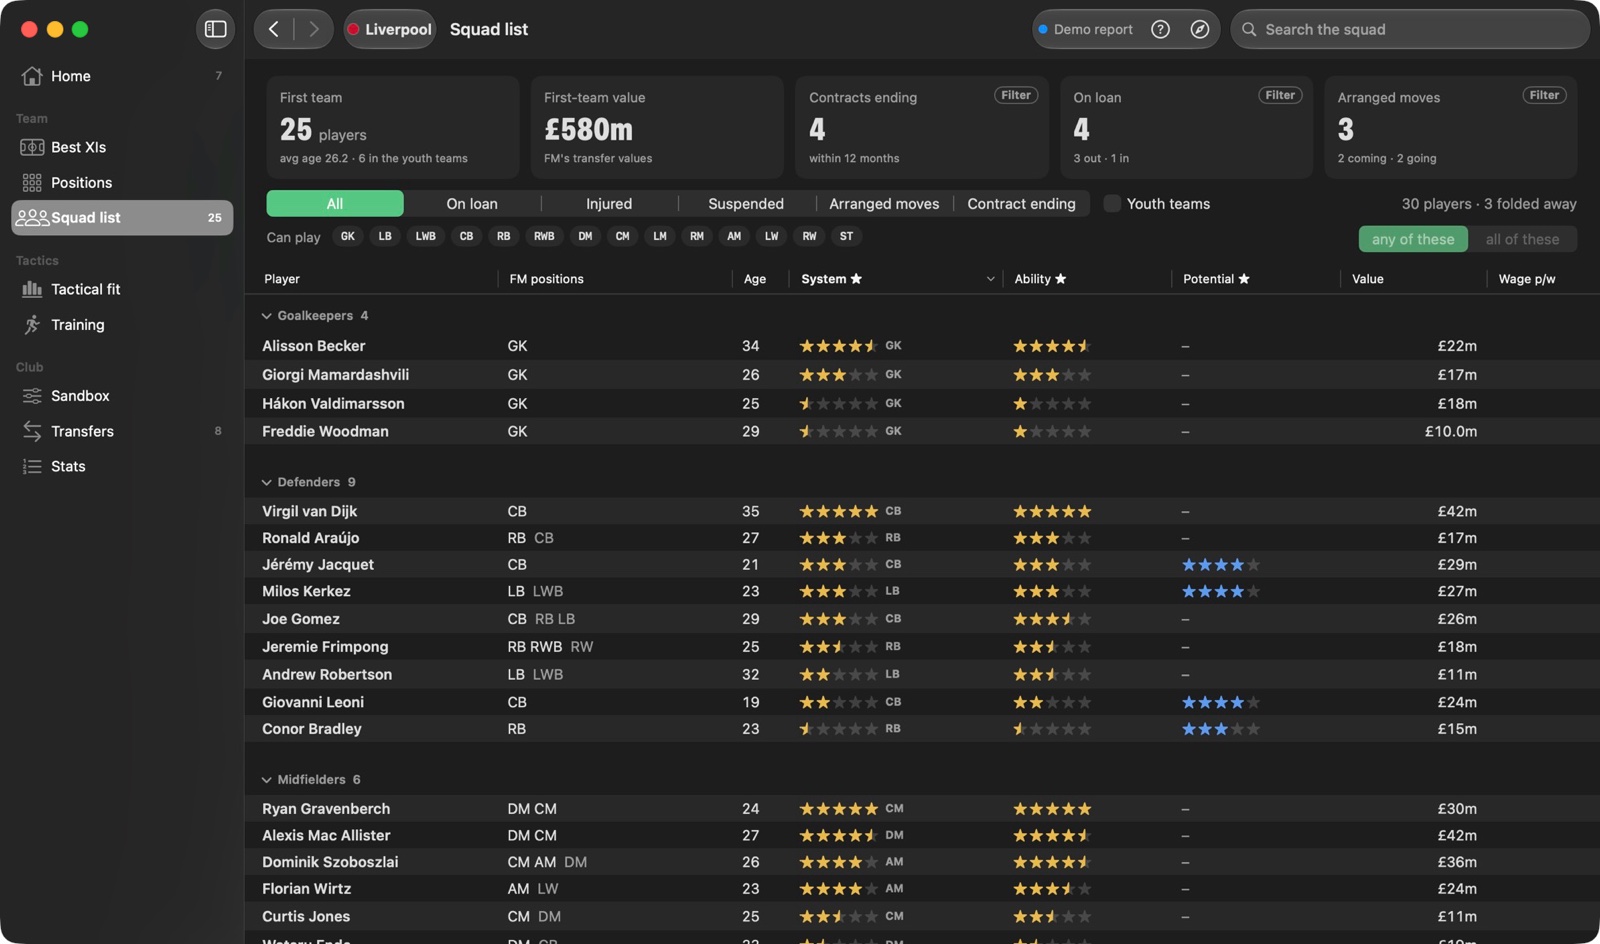 Liverpool Squad list Demo report ? Search the squad
Home 7
Team
Best XIs
Positions
Squad list 25
Tactics
Tactical fit
Training
Club
Sandbox
Transfers 8
Stats
First team
25 players
avg age 26.2 · 6 in the youth teams
First-team value
£580m
FM's transfer values
Contracts ending Filter
4
within 12 months
On loan Filter
4
3 out · 1 in
Arranged moves Filter
3
2 coming · 2 going
All On loan Injured Suspended Arranged moves Contract ending Youth teams 30 players · 3 folded away
Can play GK LB LWB CB RB RWB DM CM LM RM AM LW RW ST any of these all of these
Player FM positions Age System ★ Ability ★ Potential ★ Value Wage p/w
Goalkeepers 4
Alisson Becker GK 34 GK – £22m
Giorgi Mamardashvili GK 26 GK – £17m
Hákon Valdimarsson GK 25 GK – £18m
Freddie Woodman GK 29 GK – £10.0m
Defenders 9
Virgil van Dijk CB 35 CB – £42m
Ronald Araújo RB CB 27 RB – £17m
Jérémy Jacquet CB 21 CB £29m
Milos Kerkez LB LWB 23 LB £27m
Joe Gomez CB RB LB 29 CB – £26m
Jeremie Frimpong RB RWB RW 25 RB – £18m
Andrew Robertson LB LWB 32 LB – £11m
Giovanni Leoni CB 19 CB £24m
Conor Bradley RB 23 RB £15m
Midfielders 6
Ryan Gravenberch DM CM 24 CM – £30m
Alexis Mac Allister DM CM 27 DM – £42m
Dominik Szoboszlai CM AM DM 26 AM – £36m
Florian Wirtz AM LW 23 AM – £24m
Curtis Jones CM DM 25 CM – £11m